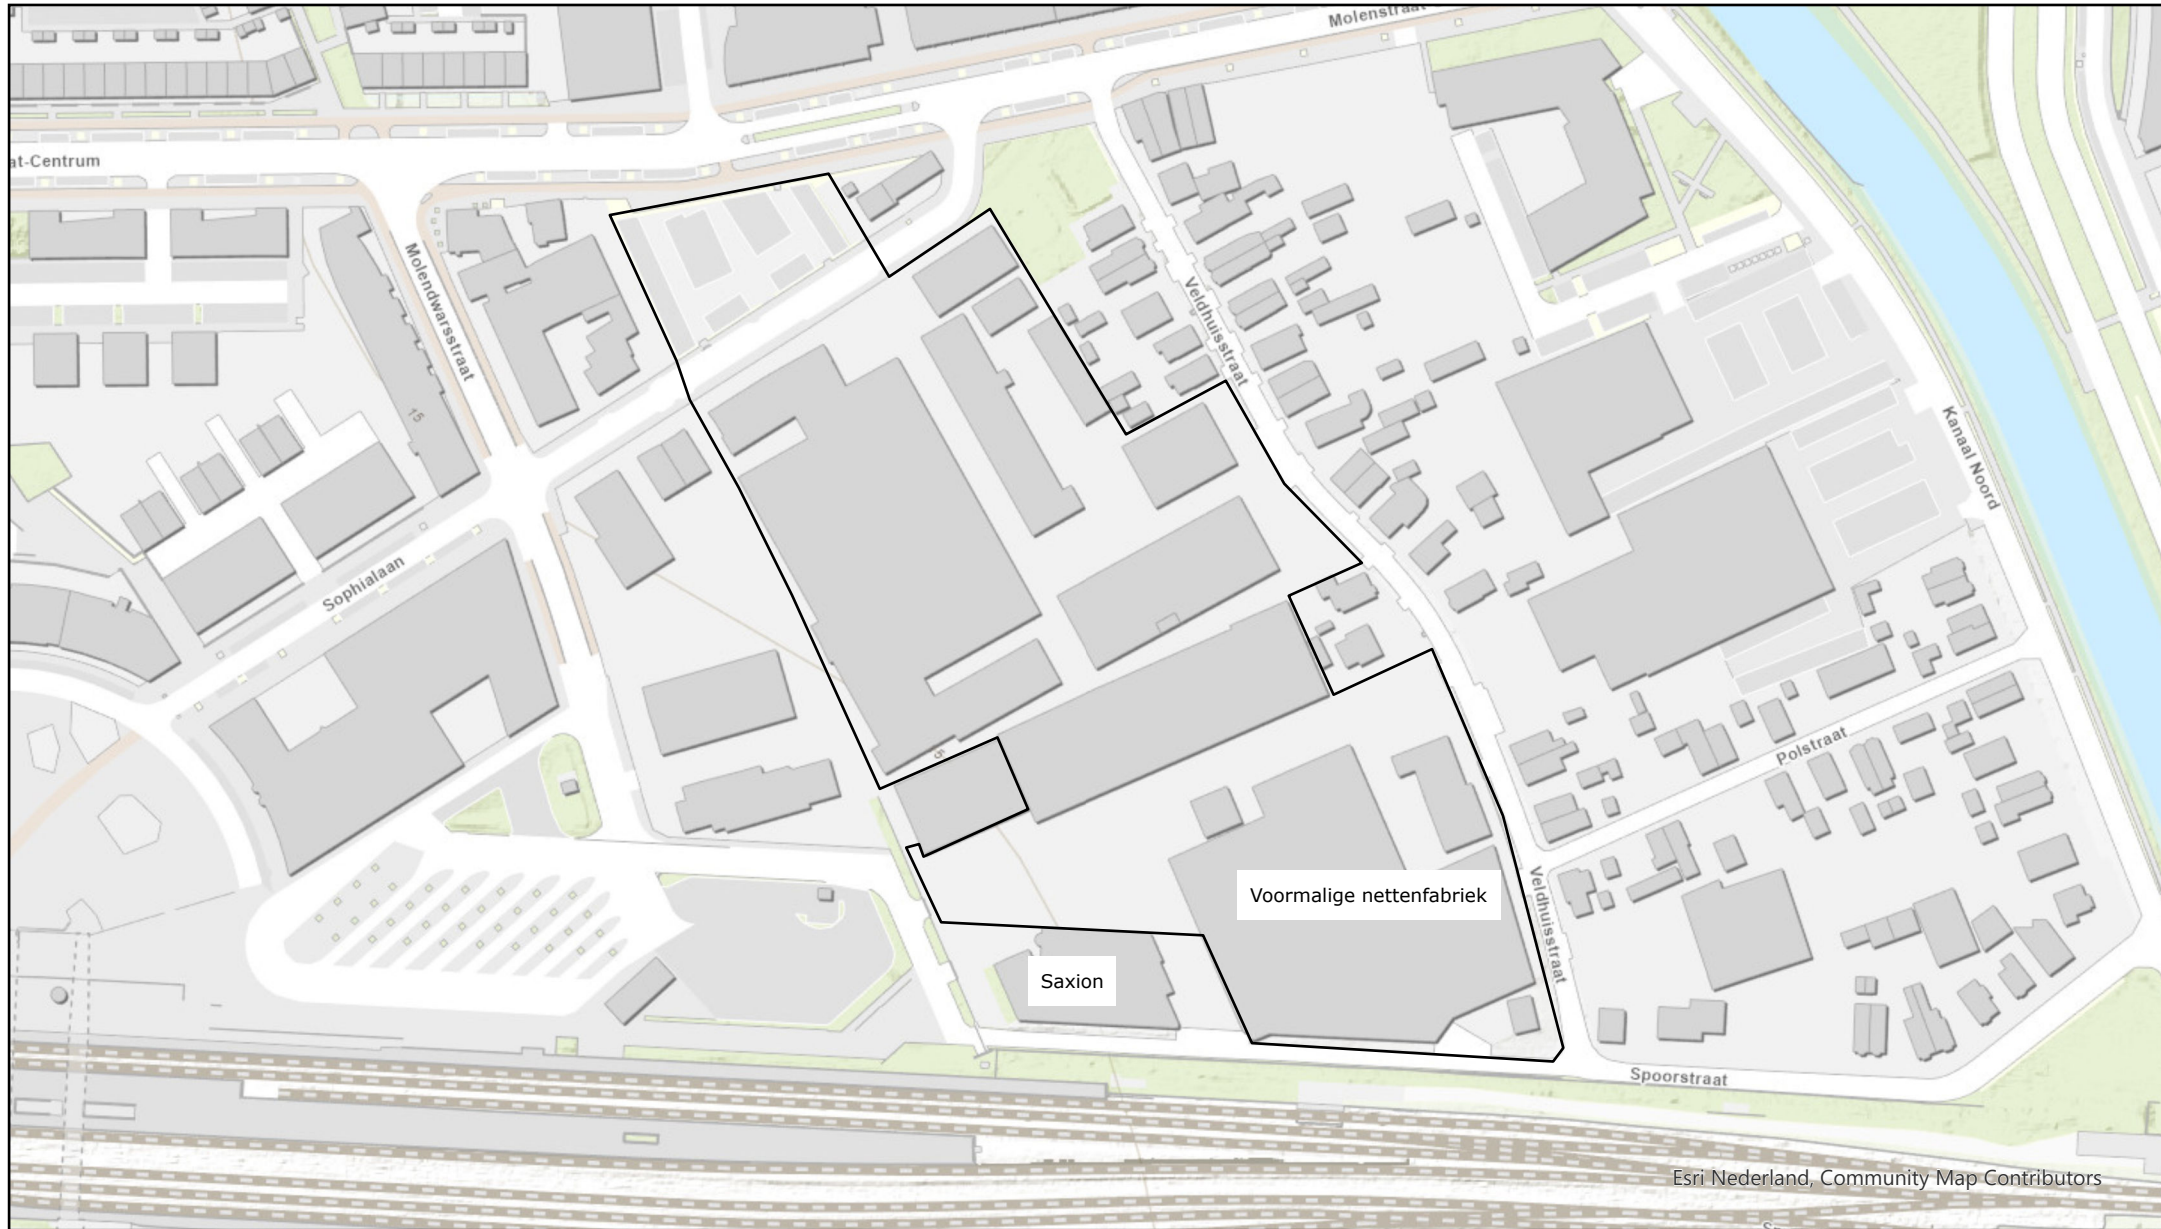 Molenstraat
at-Centrum
Molendwarsstraat
15
Veldhuisstraat
Kanaal Noord
Sophialaan
Polstraat
Voormalige nettenfabriek
Veldhuisstraat
Saxion
Spoorstraat
Esri Nederland, Community Map Contributors